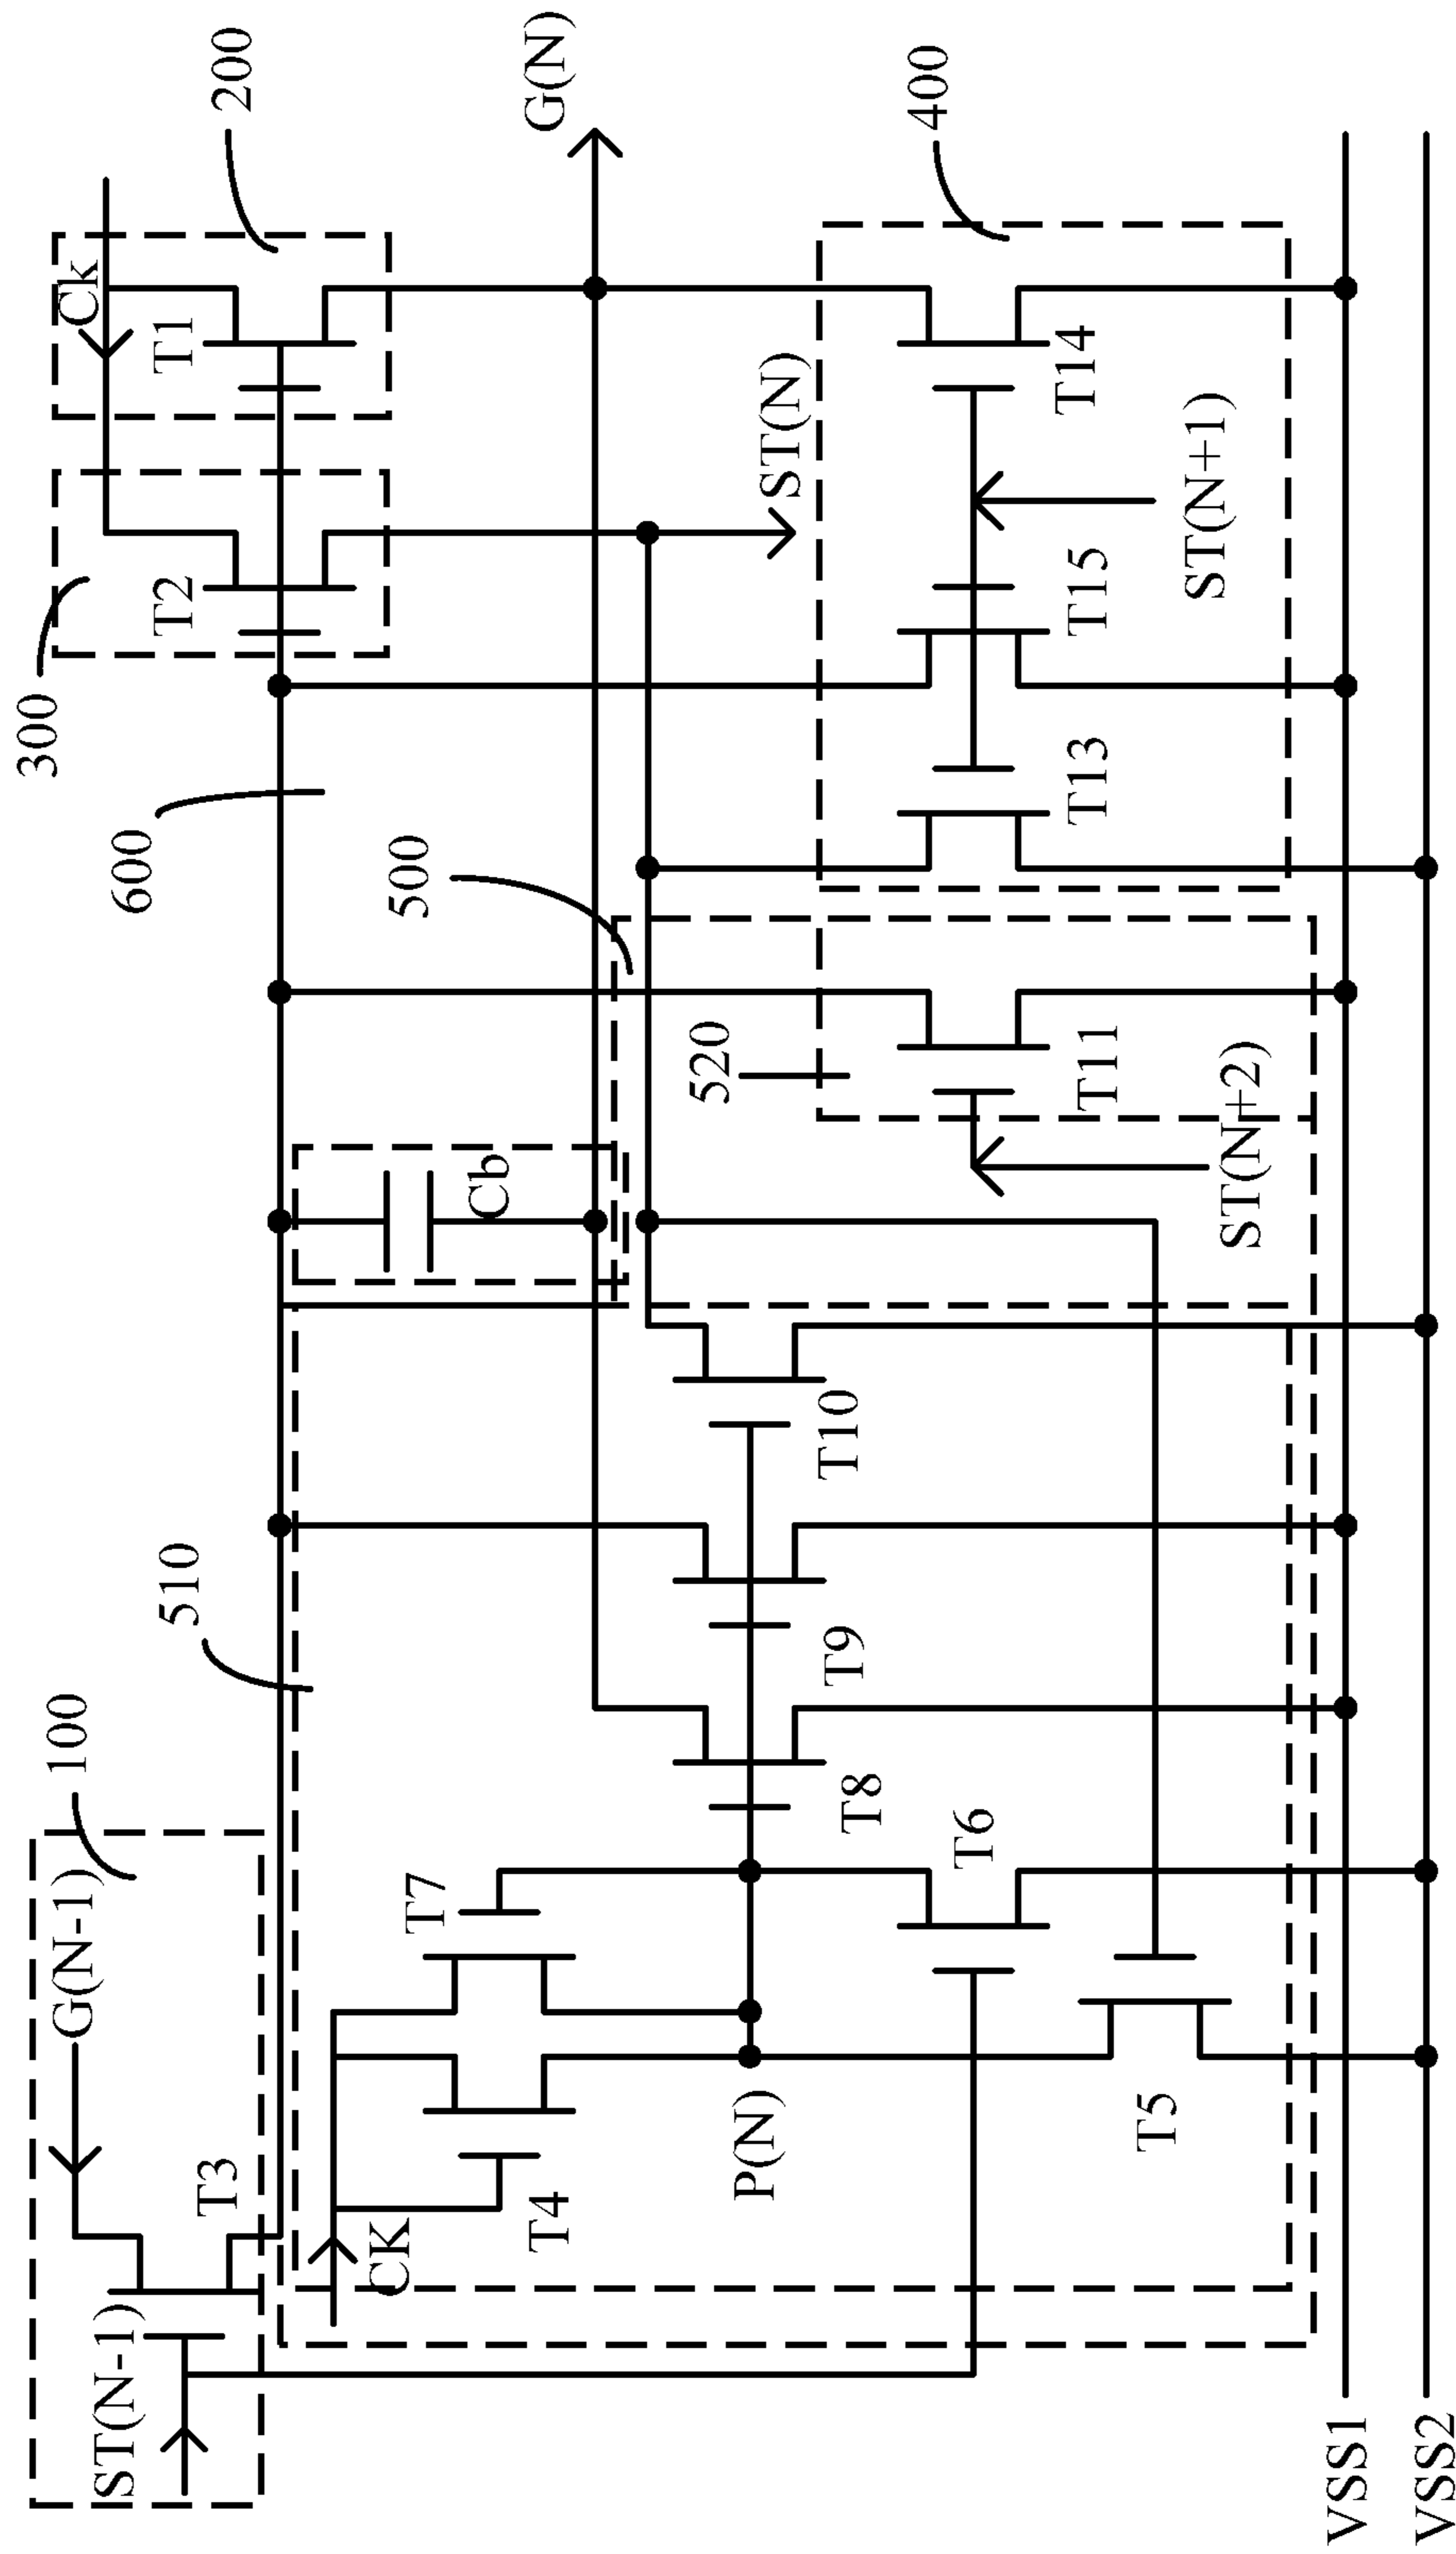 100
G(N-1)
ST(N-1)
T3
510
600
300
Ck
200
T2
T1
CK
T4
T7
Cb
500
G(N)
P(N)
T8
T9
T10
520
ST(N)
400
T6
T5
T11
T13
T15
T14
ST(N+2)
ST(N+1)
VSS1
VSS2